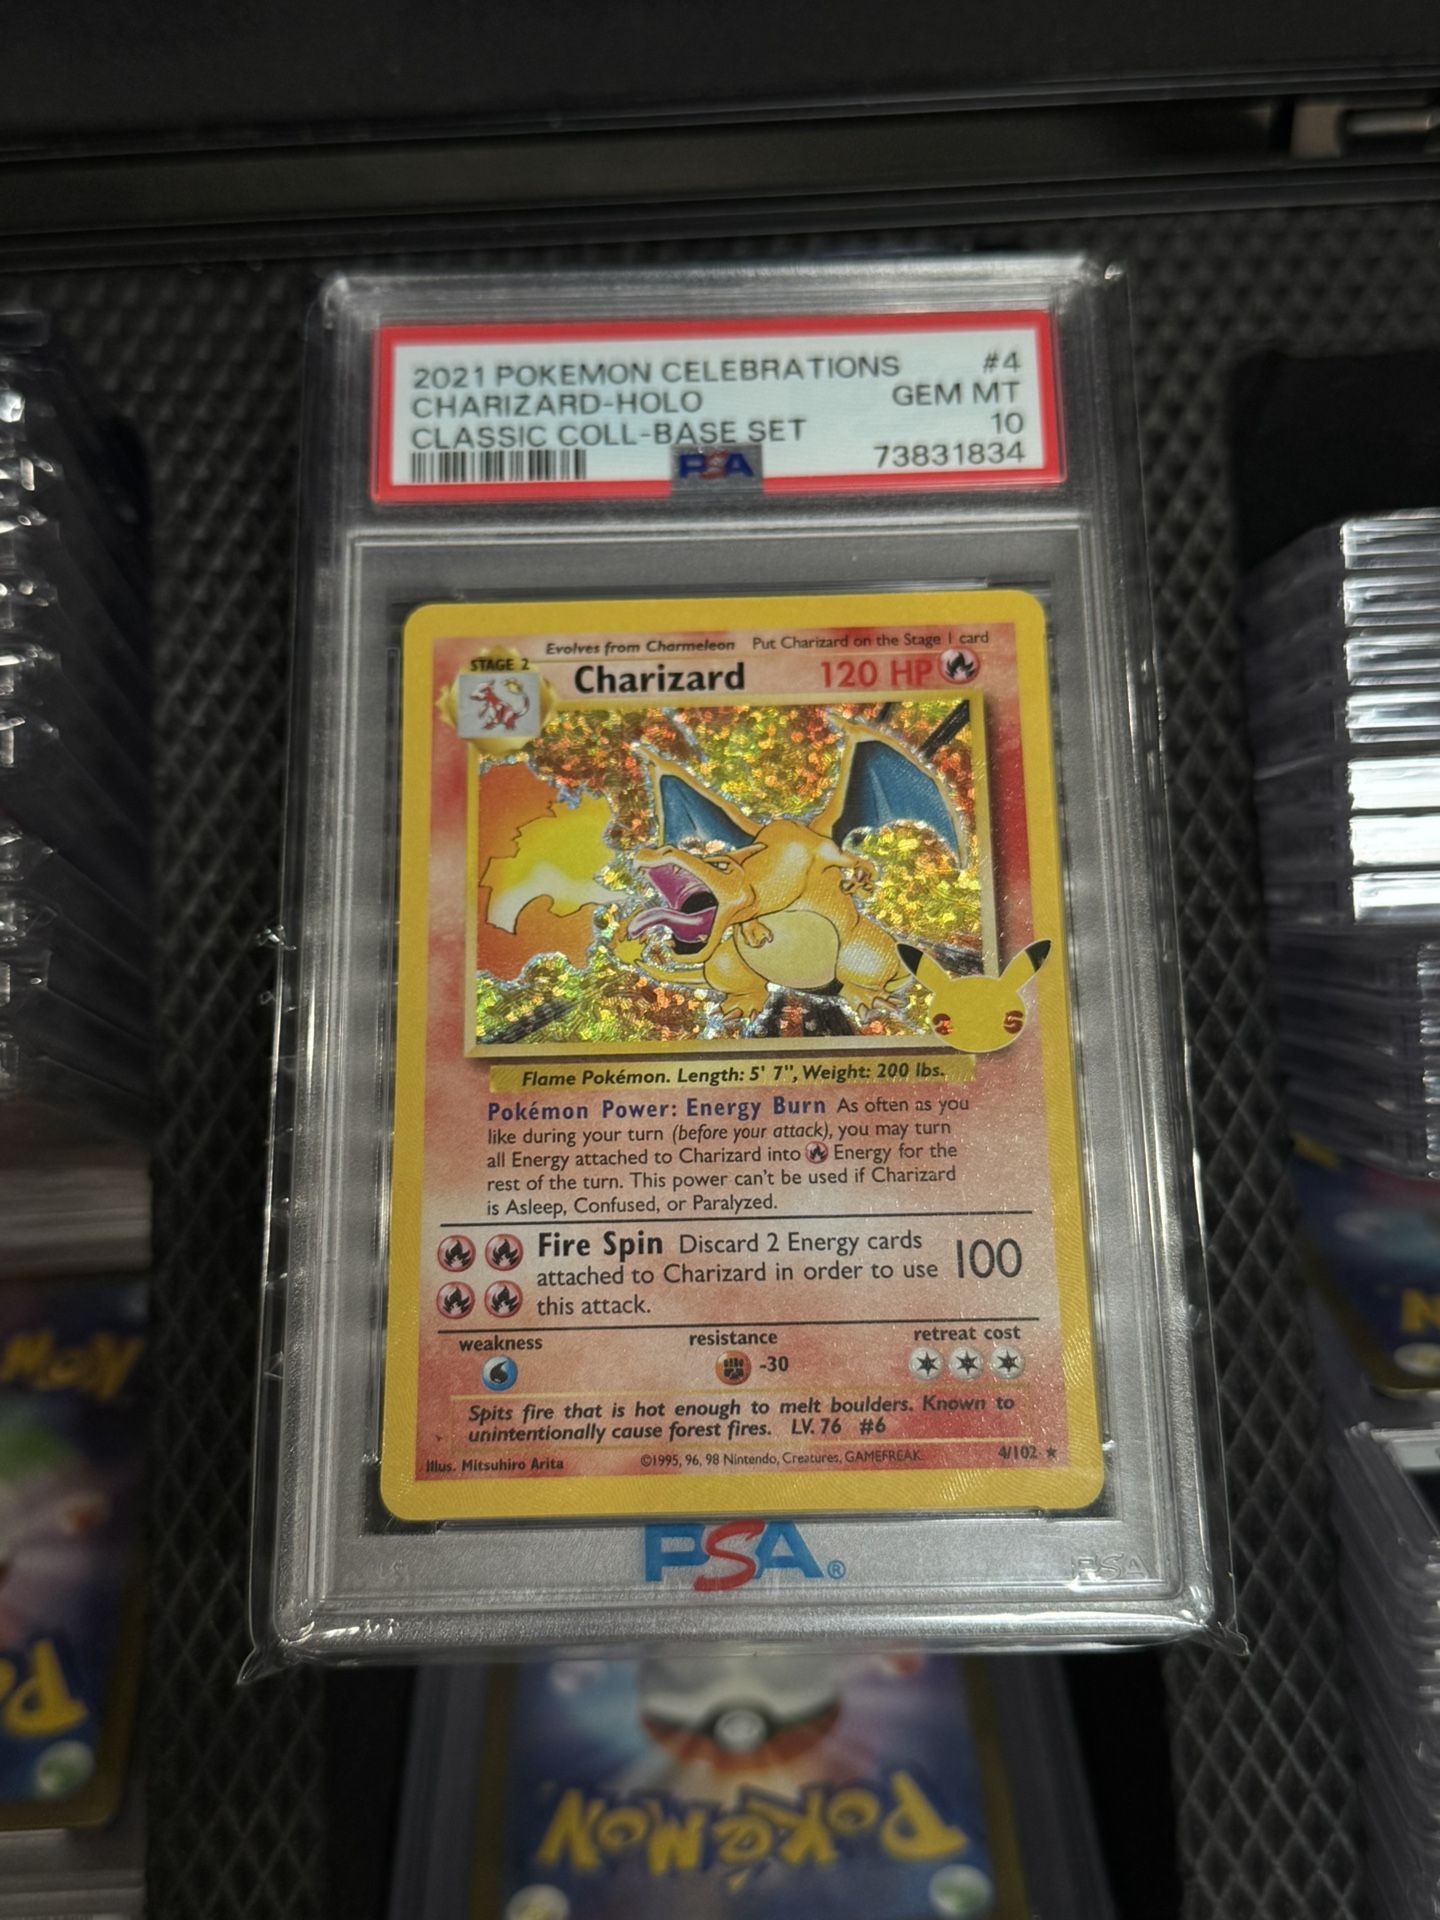 2021 POKEMON CELEBRATIONS #4
CHARIZARD-HOLO GEM MT
CLASSIC COLL-BASE SET 10
PSA 73831834
Evolves from Charmeleon Put Charizard on the Stage 1 card
STAGE 2 Charizard 120 HP
Flame Pokémon. Length: 5' 7", Weight: 200 lbs.
Pokémon Power: Energy Burn As often as you
like during your turn (before your attack), you may turn
all Energy attached to Charizard into Energy for the
rest of the turn. This power can't be used if Charizard
is Asleep, Confused, or Paralyzed.
Fire Spin Discard 2 Energy cards
attached to Charizard in order to use 100
this attack.
weakness resistance retreat cost
-30
Spits fire that is hot enough to melt boulders. Known to
unintentionally cause forest fires. LV. 76 #6
Illus. Mitsuhiro Arita ©1995, 96, 98 Nintendo, Creatures, GAMEFREAK. 4/102 ★
PSA®
PSA
POKéMON